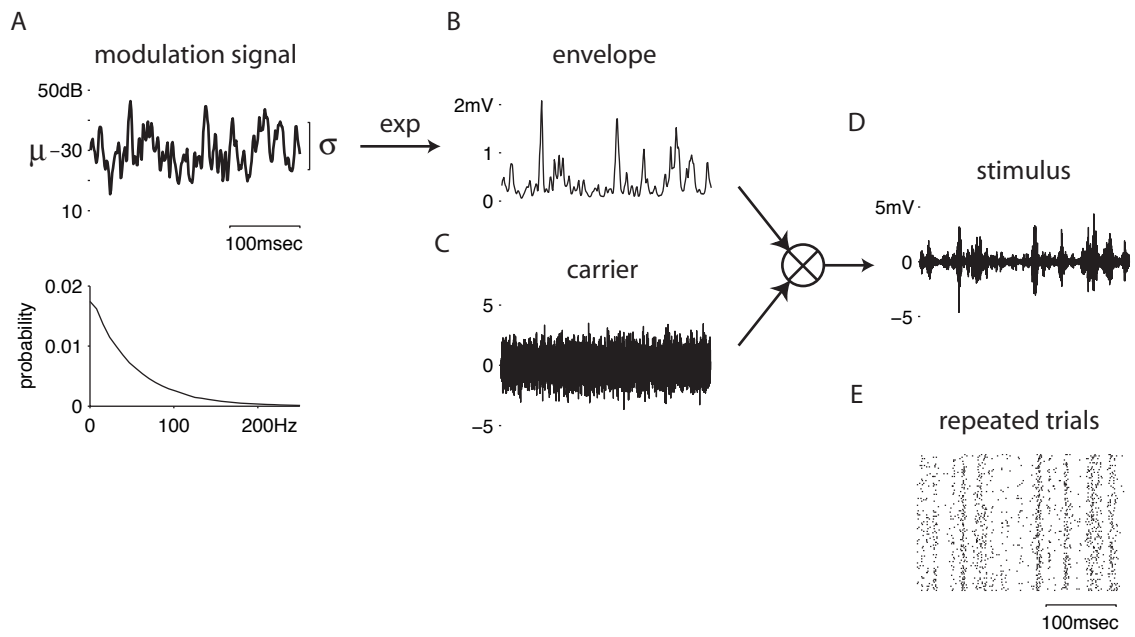 A
modulation signal
50dB
μ
30
10
σ
100msec
0.02
0.01
0
probability
0
100
200Hz
exp
B
envelope
2mV
1
0
C
carrier
5
0
−5
D
stimulus
5mV
0
−5
E
repeated trials
100msec